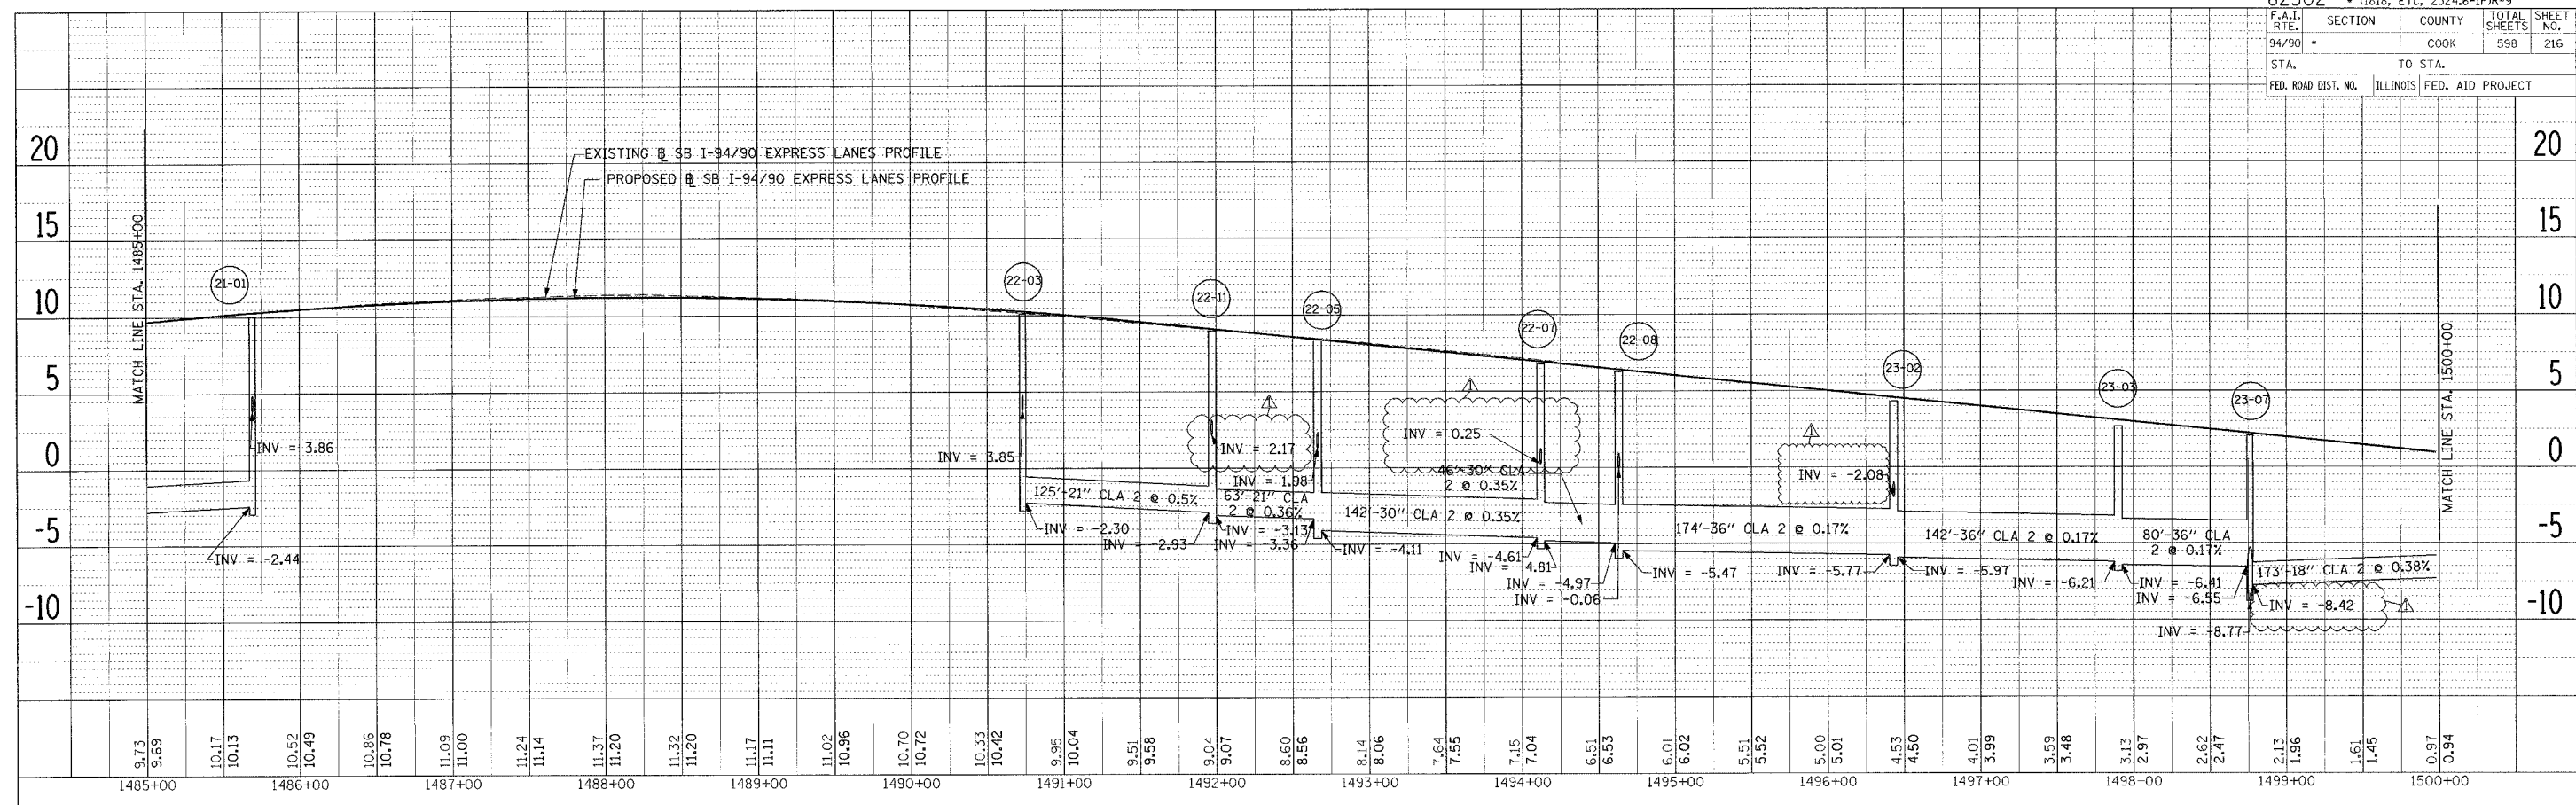 F.A.I. RTE. SECTION COUNTY TOTAL SHEETS SHEET NO.
94/90 * COOK 598 216
STA. TO STA.
FED. ROAD DIST. NO. ILLINOIS FED. AID PROJECT
20
15
10
5
0
-5
-10
20
15
10
5
0
-5
-10
MATCH LINE STA. 1485+00
MATCH LINE STA. 1500+00
EXISTING ℄ SB I-94/90 EXPRESS LANES PROFILE
PROPOSED ℄ SB I-94/90 EXPRESS LANES PROFILE
21-01
22-03
22-11
22-05
22-07
22-08
23-02
23-03
23-07
INV = 3.86
INV = -2.44
INV = 3.85
INV = -2.30
125'-21" CLA 2 @ 0.5%
INV = -2.93
1
INV = 2.17
INV = 1.98
63'-21" CLA
2 @ 0.36%
INV = -3.13
INV = 3.36
INV = -4.11
142'-30" CLA 2 @ 0.35%
1
INV = 0.25
46'-30" CLA
2 @ 0.35%
INV = -4.61
INV = -4.81
INV = -4.97
INV = -0.06
INV = -5.47
174'-36" CLA 2 @ 0.17%
1
INV = -2.08
INV = -5.77
INV = -5.97
142'-36" CLA 2 @ 0.17%
INV = -6.21
INV = -6.41
80'-36" CLA
2 @ 0.17%
INV = -6.55
INV = -8.77
173'-18" CLA 2 @ 0.38%
INV = -8.42
1
9.73 9.69
10.17 10.13
10.52 10.49
10.86 10.78
11.09 11.00
11.24 11.14
11.37 11.20
11.32 11.20
11.17 11.11
11.02 10.96
10.70 10.72
10.33 10.42
9.95 10.04
9.51 9.58
9.04 9.07
8.60 8.56
8.14 8.06
7.64 7.55
7.15 7.04
6.51 6.53
6.01 6.02
5.51 5.52
5.00 5.01
4.53 4.50
4.01 3.99
3.59 3.48
3.13 2.97
2.62 2.47
2.13 1.96
1.61 1.45
0.97 0.94
1485+00 1486+00 1487+00 1488+00 1489+00 1490+00 1491+00 1492+00 1493+00 1494+00 1495+00 1496+00 1497+00 1498+00 1499+00 1500+00